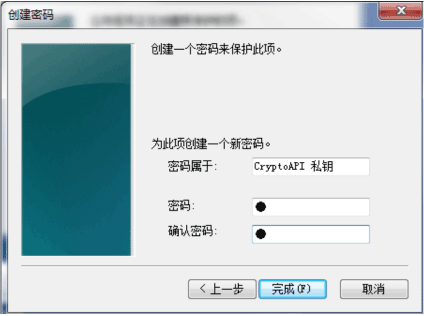 创建密码
创建一个密码来保护此项。
为此项创建一个新密码。
密码属于: CryptoAPI 私钥
密码: ●
确认密码: ●
< 上一步 完成(F) 取消